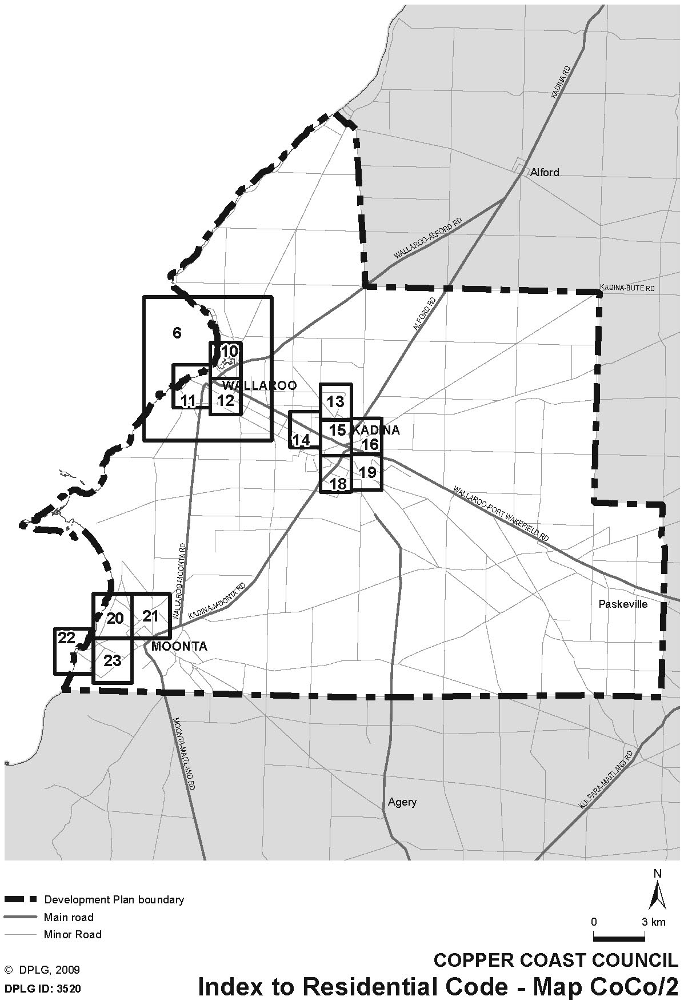 KADINA RD
Alford
WALLAROO-ALFORD RD
KADINA-BUTE RD
ALFORD RD
6
10
WALLAROO
11
12
13
14
15
KADINA
16
18
19
WALLAROO-PORT WAKEFIELD RD
WALLAROO-MOONTA RD
KADINA-MOONTA RD
Paskeville
20
21
22
MOONTA
23
MOONTA-MAITLAND RD
KULPARA-MAITLAND RD
Agery
N
Development Plan boundary
Main road
Minor Road
0 3 km
COPPER COAST COUNCIL
© DPLG, 2009
DPLG ID: 3520
Index to Residential Code - Map CoCo/2